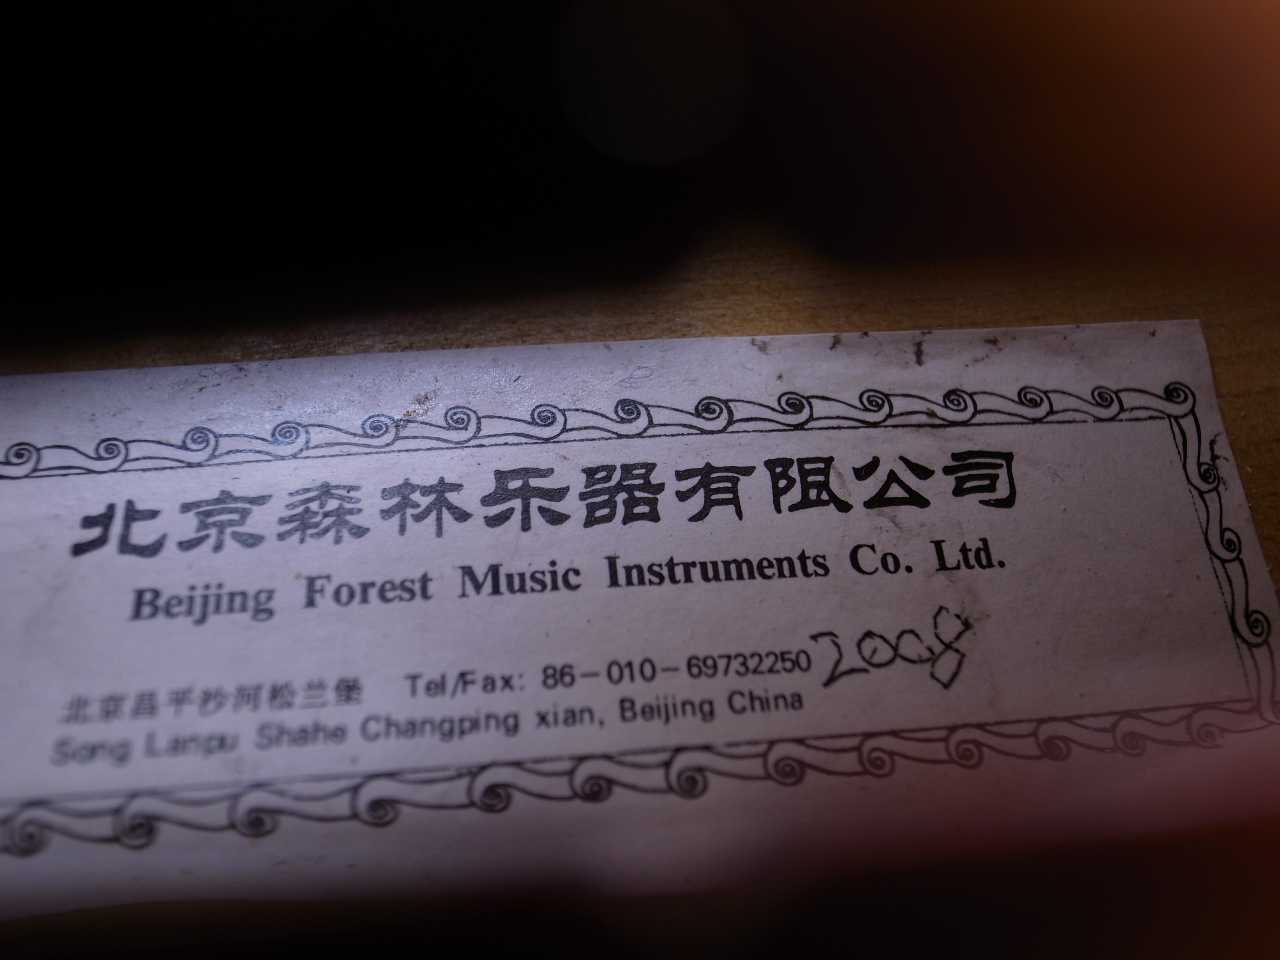 北京森林乐器有限公司
Beijing Forest Music Instruments Co. Ltd.
北京昌平沙河松兰堡 Tel/Fax: 86-010-69732250 2008
Song Lanpu Shahe Changping xian, Beijing China